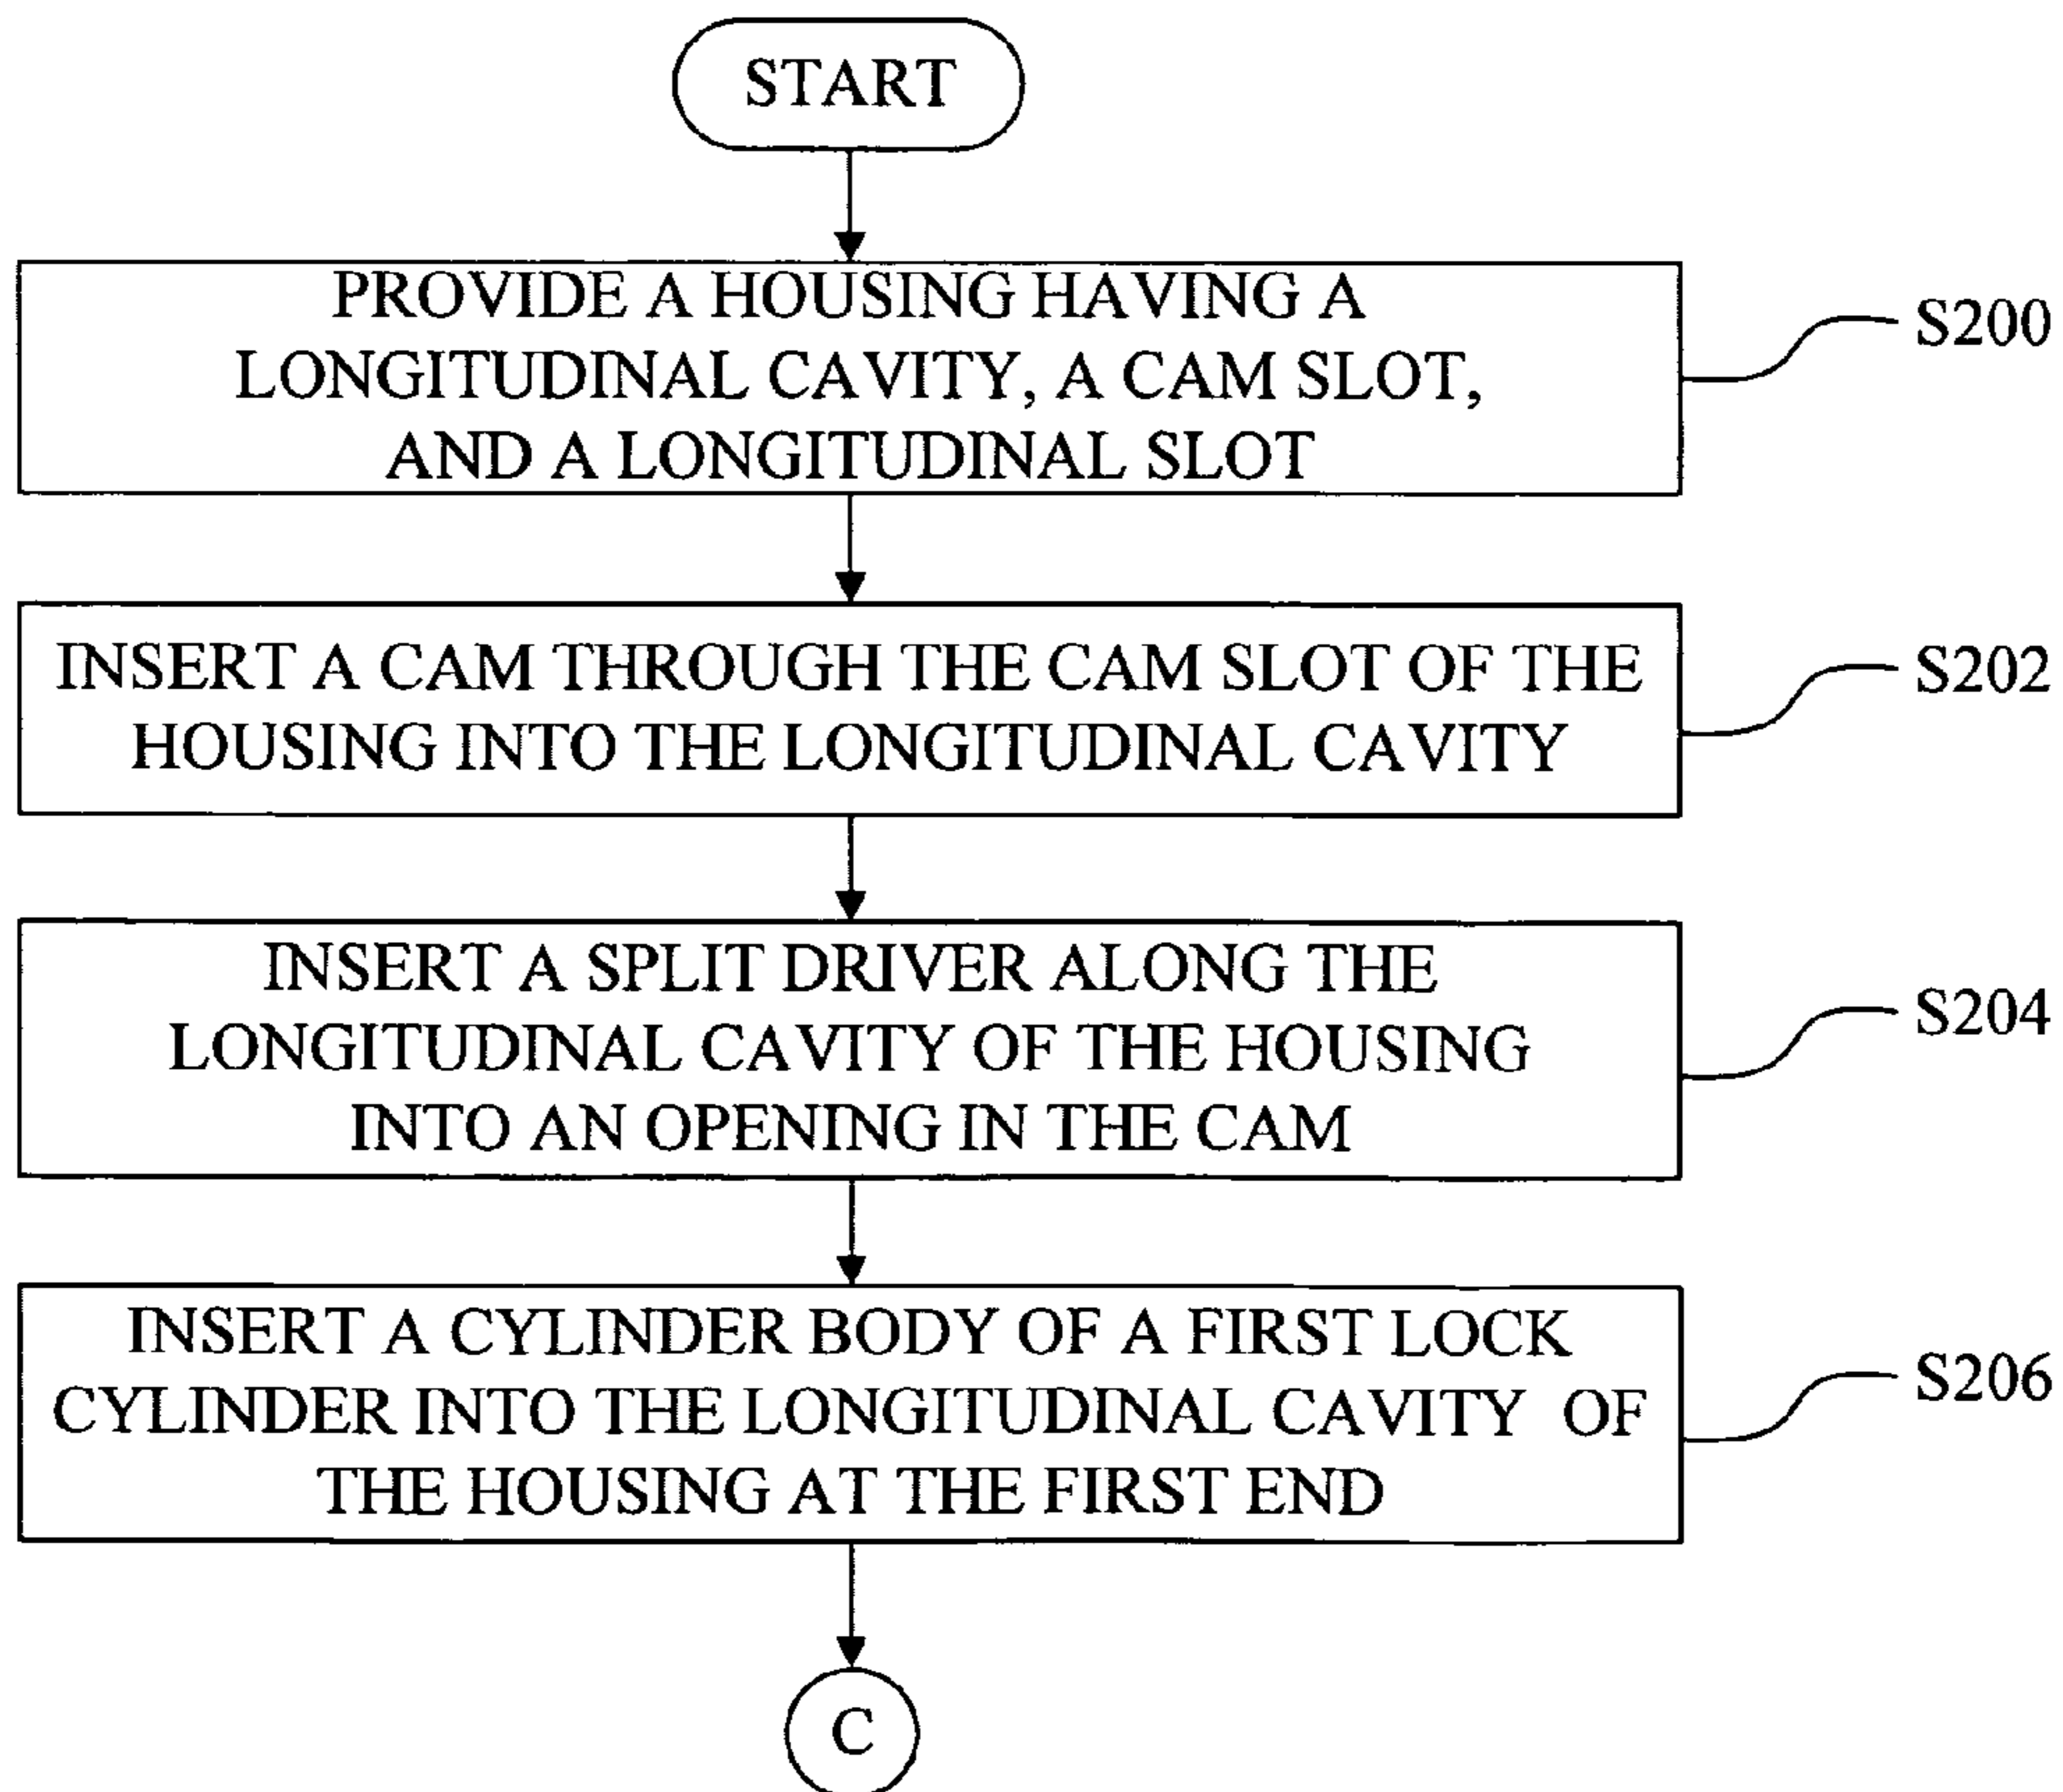 START
PROVIDE A HOUSING HAVING A
LONGITUDINAL CAVITY, A CAM SLOT,
AND A LONGITUDINAL SLOT
S200
INSERT A CAM THROUGH THE CAM SLOT OF THE
HOUSING INTO THE LONGITUDINAL CAVITY
S202
INSERT A SPLIT DRIVER ALONG THE
LONGITUDINAL CAVITY OF THE HOUSING
INTO AN OPENING IN THE CAM
S204
INSERT A CYLINDER BODY OF A FIRST LOCK
CYLINDER INTO THE LONGITUDINAL CAVITY OF
THE HOUSING AT THE FIRST END
S206
C